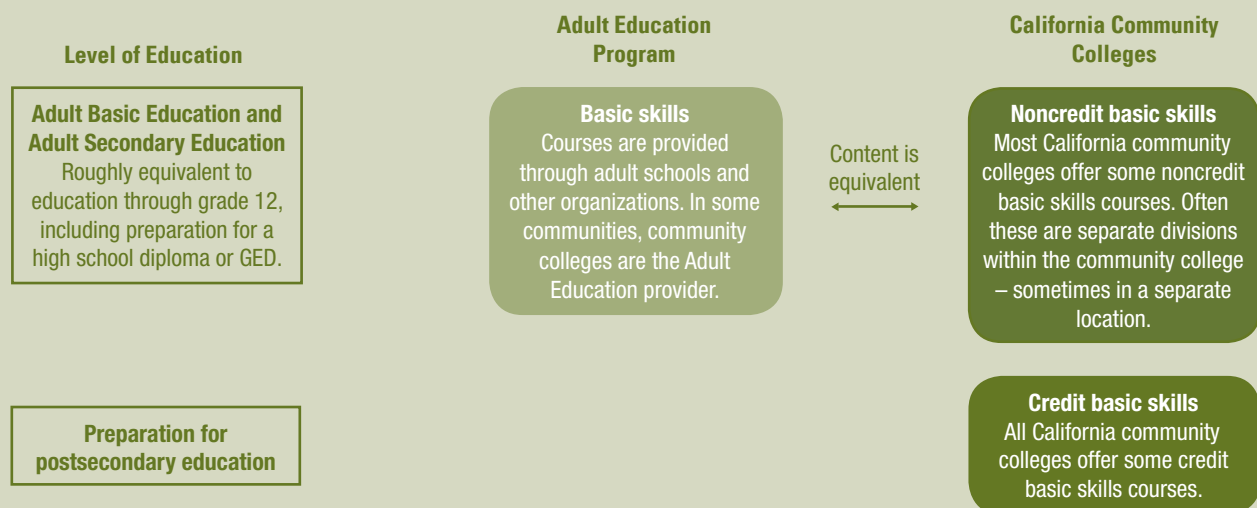 Level of Education
Adult Education
Program
California Community
Colleges
Adult Basic Education and
Adult Secondary Education
Roughly equivalent to
education through grade 12,
including preparation for a
high school diploma or GED.
Basic skills
Courses are provided
through adult schools and
other organizations. In some
communities, community
colleges are the Adult
Education provider.
Content is
equivalent
Noncredit basic skills
Most California community
colleges offer some noncredit
basic skills courses. Often
these are separate divisions
within the community college
– sometimes in a separate
location.
Preparation for
postsecondary education
Credit basic skills
All California community
colleges offer some credit
basic skills courses.